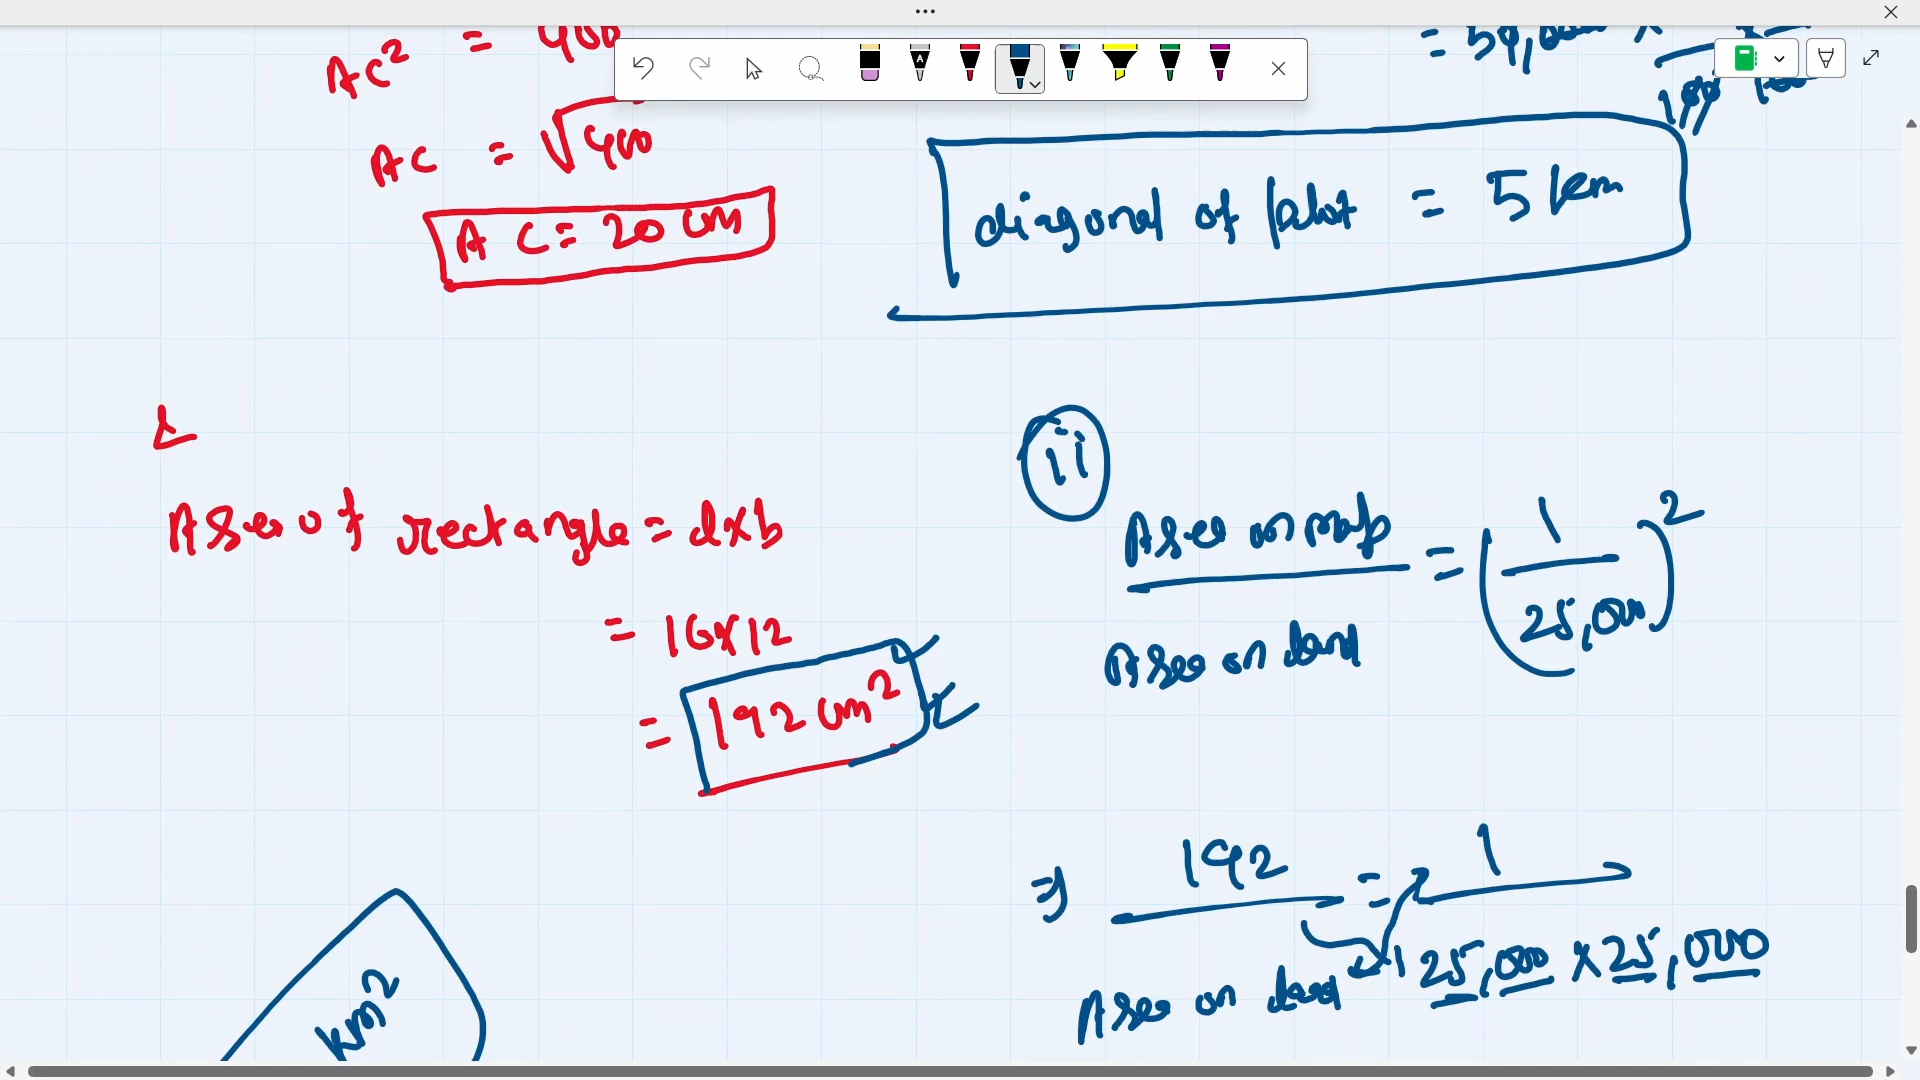 AC² = 400
AC = √400
AC = 20 cm
diagonal of plot = 5 km
Area of rectangle = l×b
= 16×12
= 192 cm²
km²
ii
Area on map
Area on land
= (1 / 25,000)²
⇒ 192 / Area on land = 1 / 25,000 × 25,000